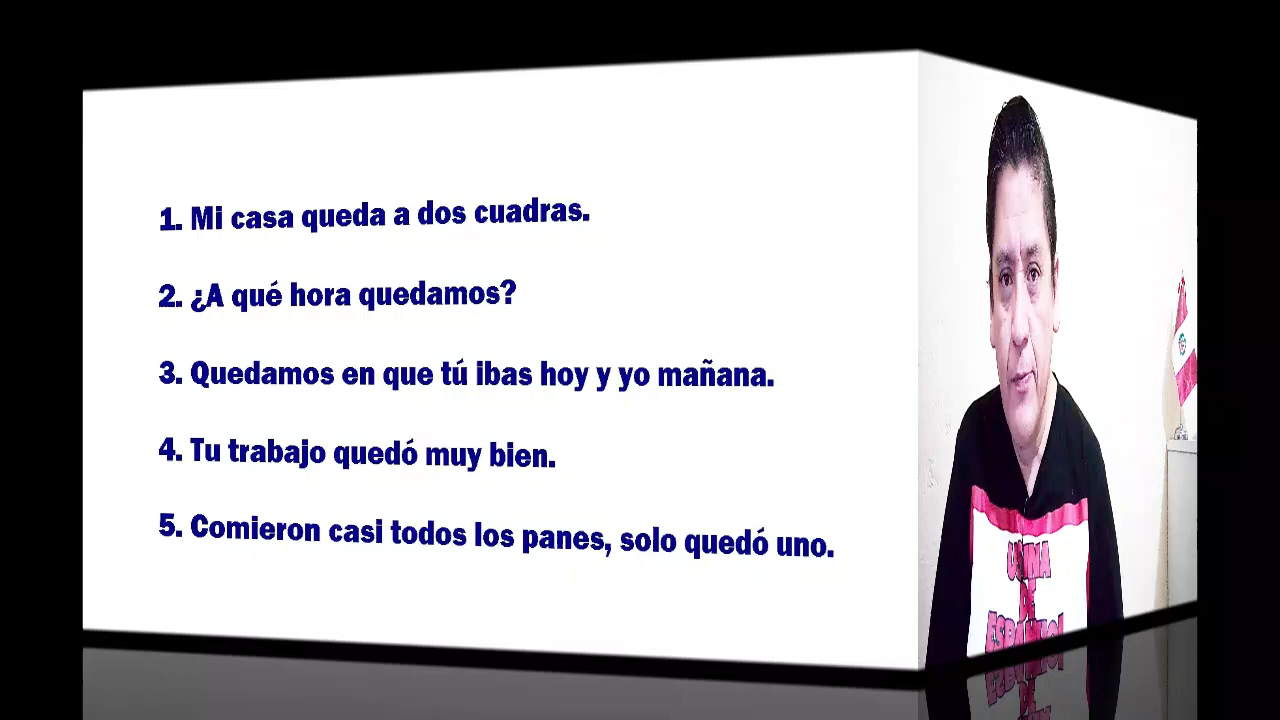 1. Mi casa queda a dos cuadras.
2. ¿A qué hora quedamos?
3. Quedamos en que tú ibas hoy y yo mañana.
4. Tu trabajo quedó muy bien.
5. Comieron casi todos los panes, solo quedó uno.
DE